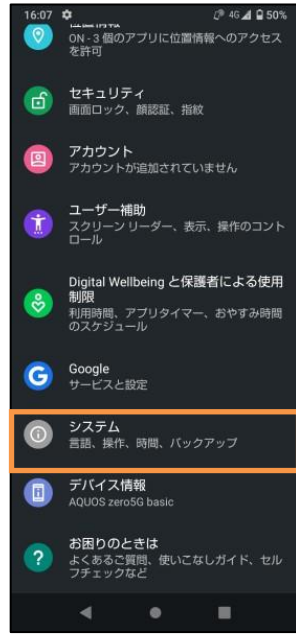 16:07 4G 50%
ON - 3 個のアプリに位置情報へのアクセス
を許可
セキュリティ
画面ロック、顔認証、指紋
アカウント
アカウントが追加されていません
ユーザー補助
スクリーン リーダー、表示、操作のコント
ロール
Digital Wellbeing と保護者による使用
制限
利用時間、アプリタイマー、おやすみ時間
のスケジュール
Google
サービスと設定
システム
言語、操作、時間、バックアップ
デバイス情報
AQUOS zero5G basic
お困りのときは
よくあるご質問、使いこなしガイド、セル
フチェックなど